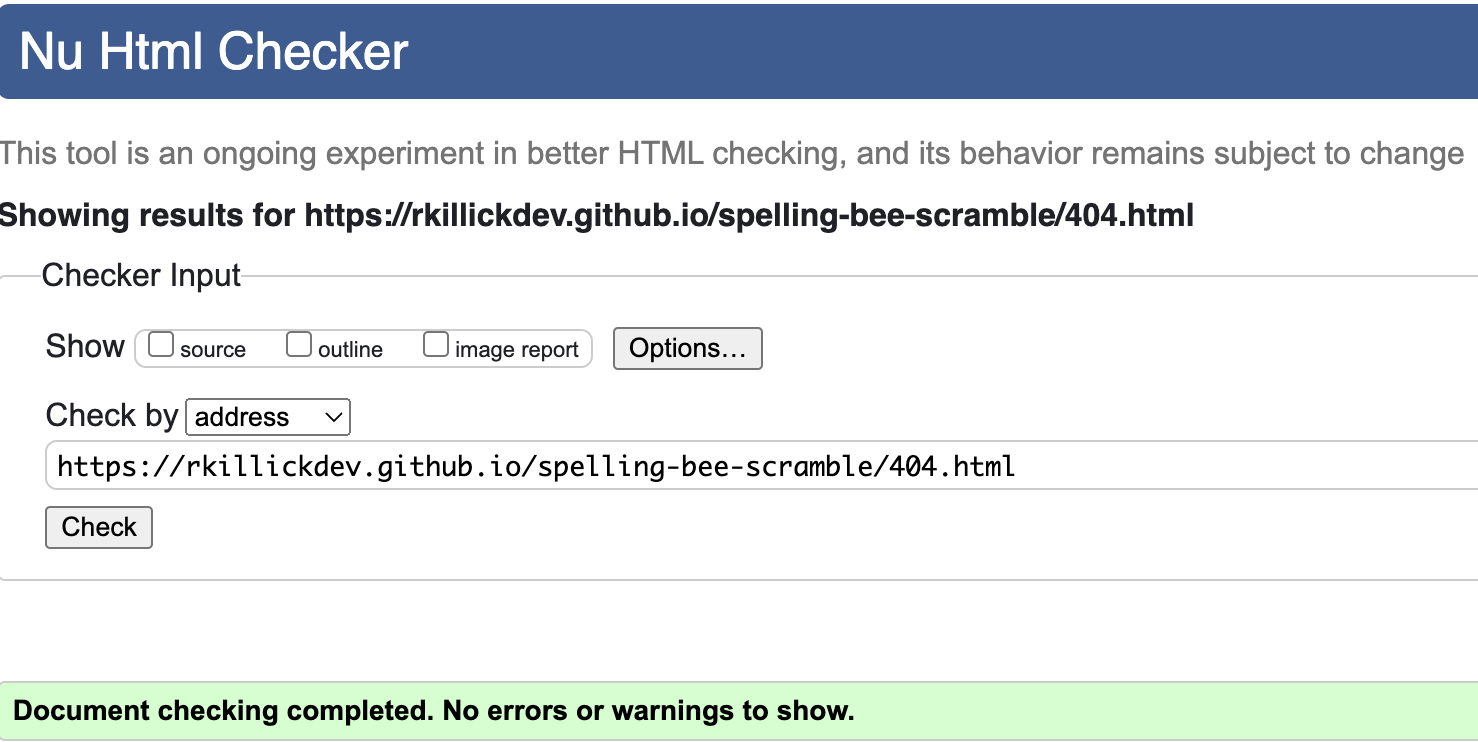 Nu Html Checker
This tool is an ongoing experiment in better HTML checking, and its behavior remains subject to change
Showing results for https://rkillickdev.github.io/spelling-bee-scramble/404.html
Checker Input
Show source outline image report Options...
Check by address
https://rkillickdev.github.io/spelling-bee-scramble/404.html
Check
Document checking completed. No errors or warnings to show.